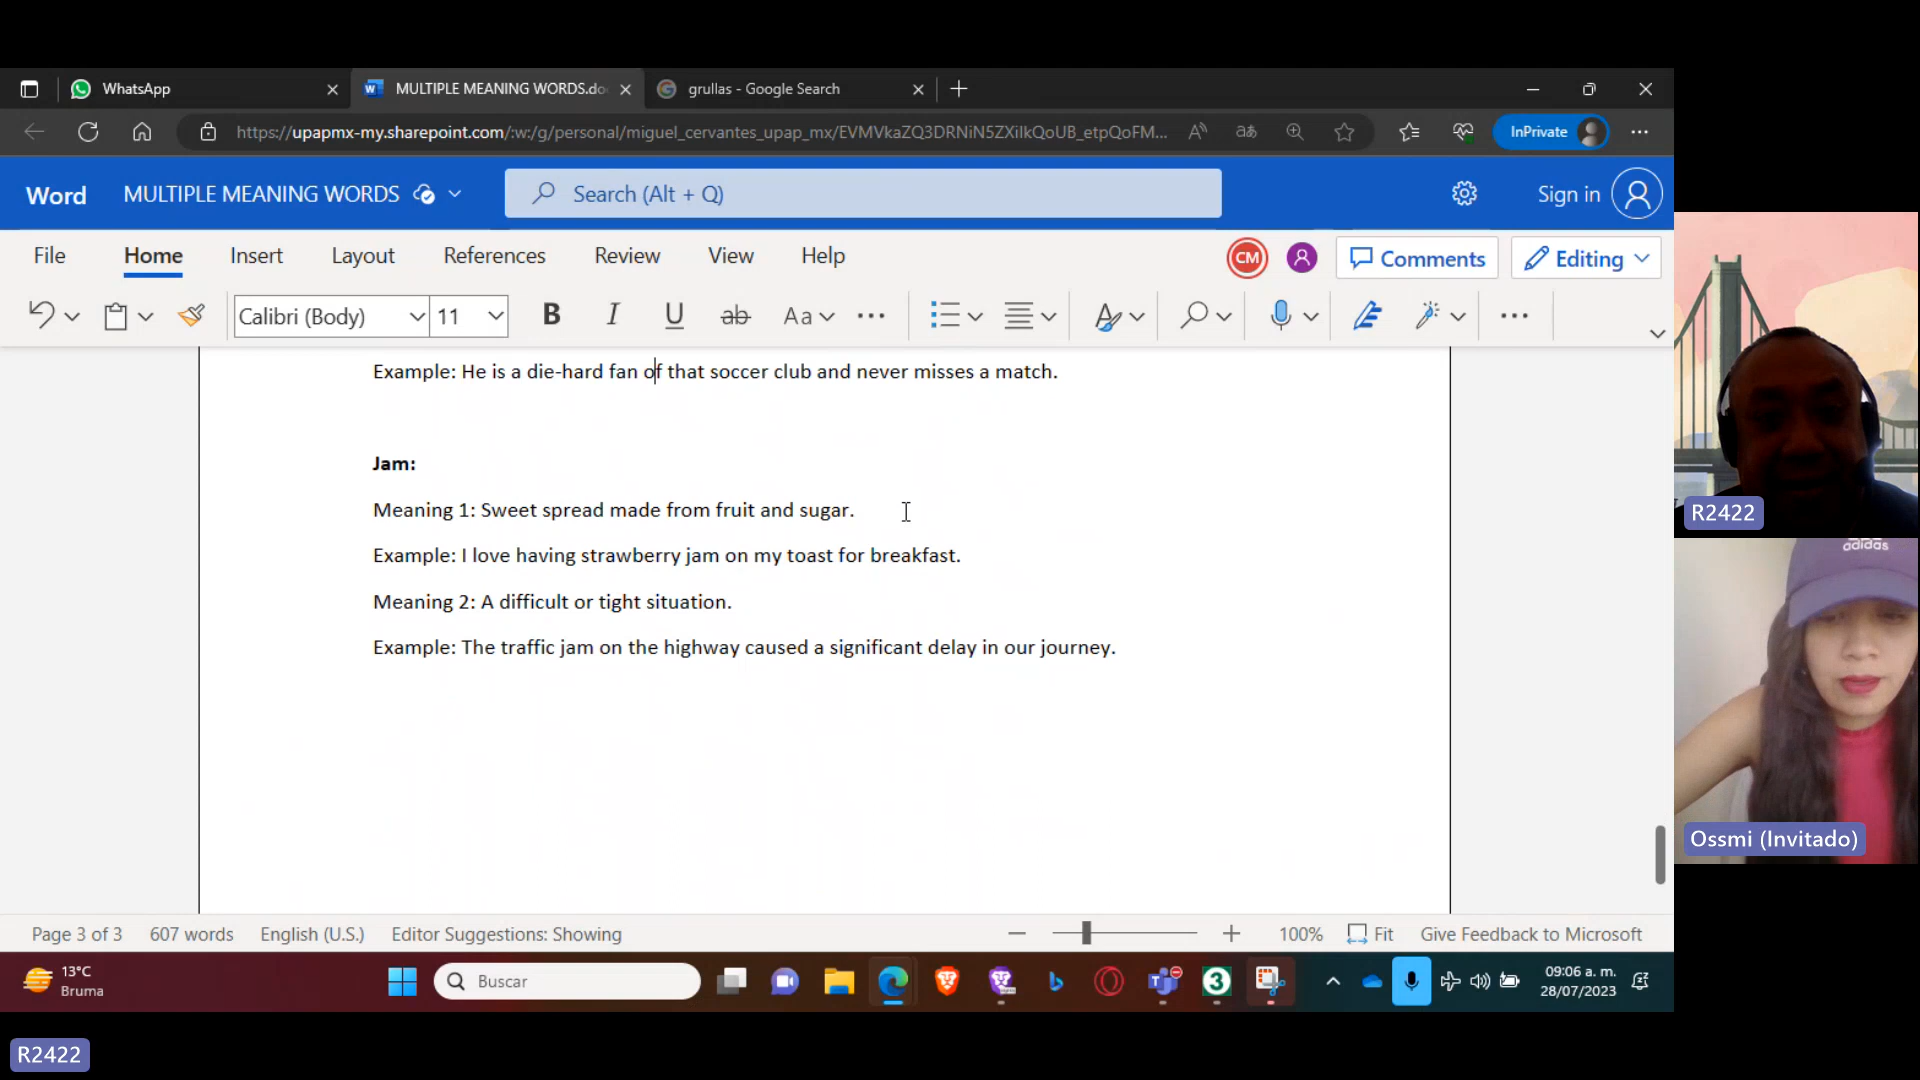 WhatsApp
MULTIPLE MEANING WORDS.do
grullas - Google Search
https://upapmx-my.sharepoint.com/:w:/g/personal/miguel_cervantes_upap_mx/EVMVkaZQ3DRNiN5ZXiIkQoUB_etpQoFM...
InPrivate
Word
MULTIPLE MEANING WORDS
Search (Alt + Q)
Sign in
File
Home
Insert
Layout
References
Review
View
Help
CM
Comments
Editing
Calibri (Body)
11
Example: He is a die-hard fan of that soccer club and never misses a match.
Jam:
Meaning 1: Sweet spread made from fruit and sugar.
Example: I love having strawberry jam on my toast for breakfast.
Meaning 2: A difficult or tight situation.
Example: The traffic jam on the highway caused a significant delay in our journey.
adidas
R2422
Ossmi (Invitado)
Page 3 of 3
607 words
English (U.S.)
Editor Suggestions: Showing
100%
Fit
Give Feedback to Microsoft
13°C
Bruma
Buscar
09:06 a. m.
28/07/2023
R2422